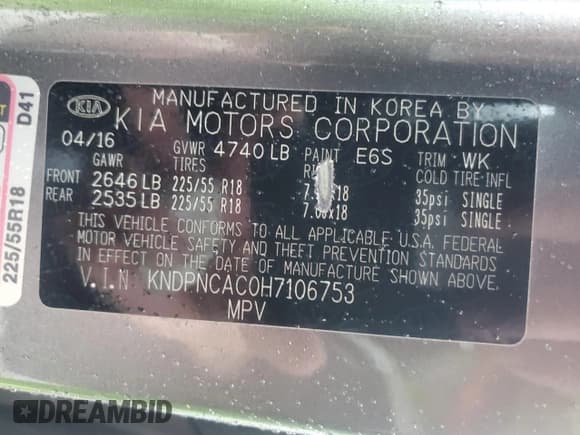 KIA
MANUFACTURED IN KOREA BY
KIA MOTORS CORPORATION
04/16 GVWR 4740 LB PAINT E6S TRIM WK
GAWR TIRES COLD TIRE INFL
FRONT 2646 LB 225/55 R18 35psi SINGLE
REAR 2535 LB 225/55 R18 35psi SINGLE
THIS VEHICLE CONFORMS TO ALL APPLICABLE U.S.A. FEDERAL
MOTOR VEHICLE SAFETY AND THEFT PREVENTION STANDARDS
IN EFFECT ON THE DATE OF MANUFACTURE SHOWN ABOVE.
V.I.N. KNDPNCAC0H7106753
MPV
D41
225/55R18
DREAMBID